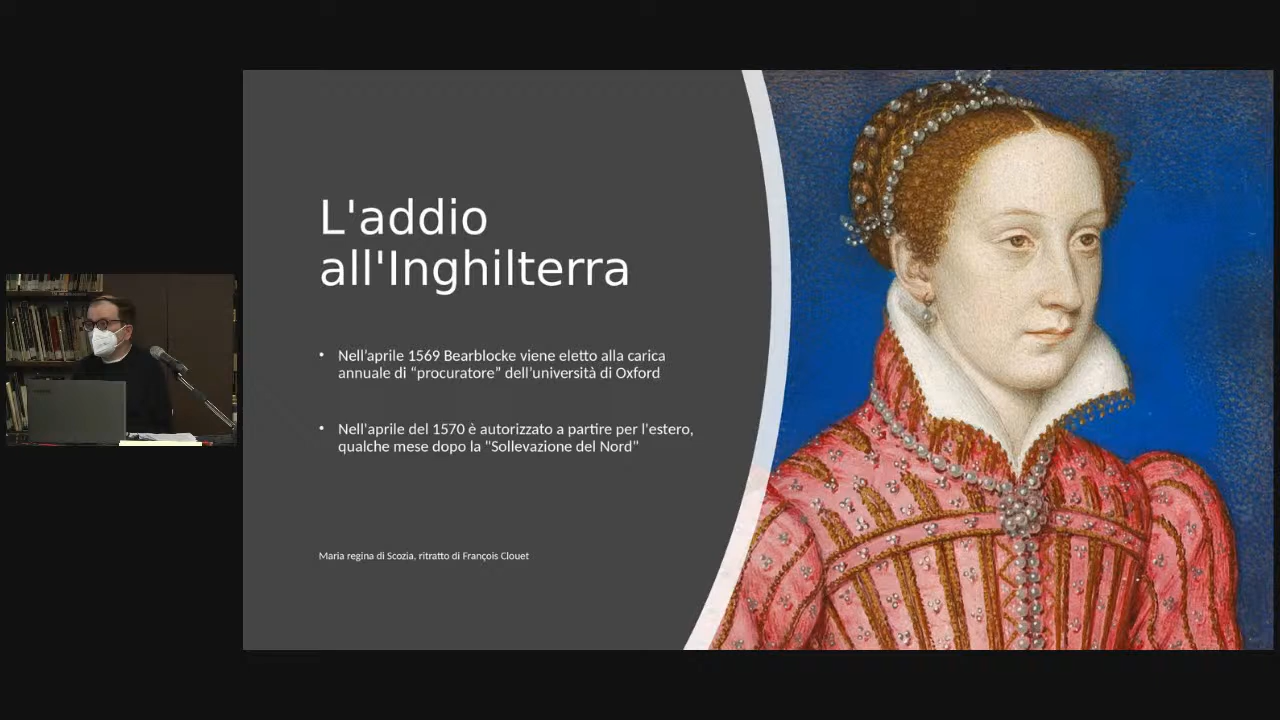 L'addio
all'Inghilterra
• Nell'aprile 1569 Bearblocke viene eletto alla carica
annuale di “procuratore” dell'università di Oxford
• Nell'aprile del 1570 è autorizzato a partire per l'estero,
qualche mese dopo la "Sollevazione del Nord"
Maria regina di Scozia, ritratto di François Clouet